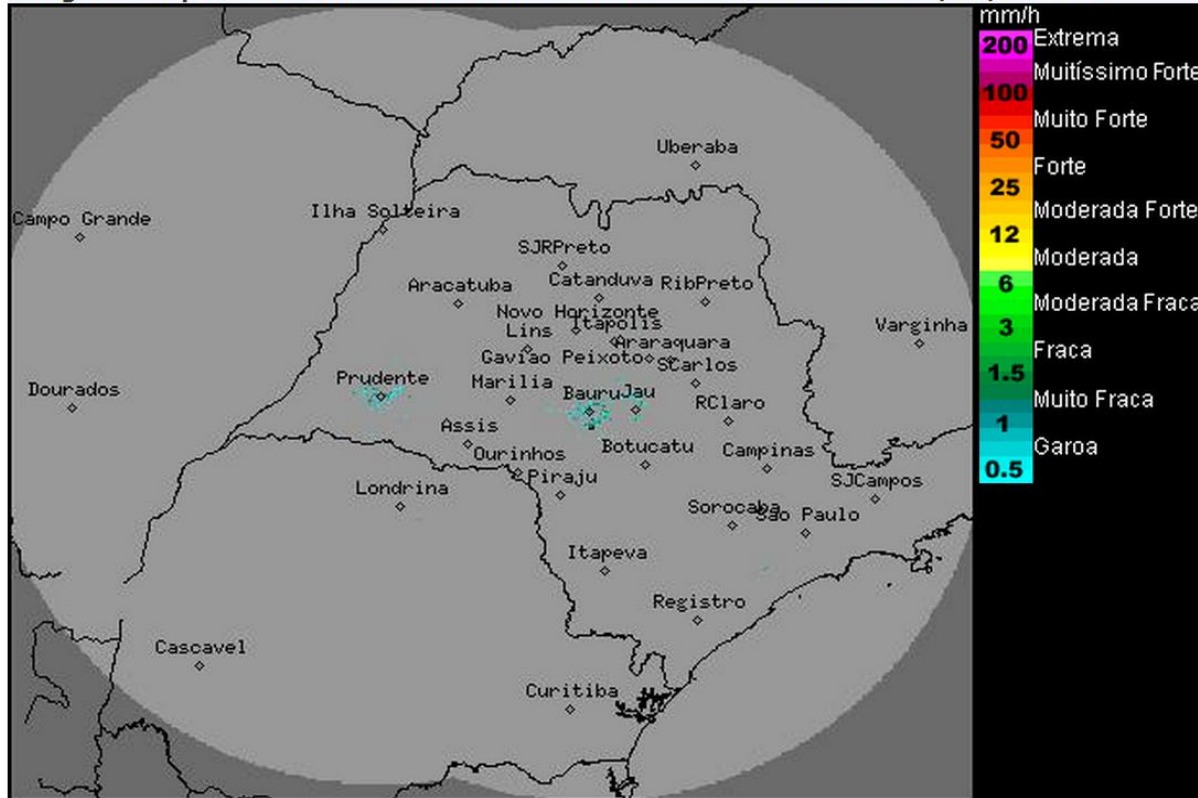 mm/h
200 Extrema
Muitíssimo Forte
100
Muito Forte
50
Forte
25
Moderada Forte
12
Moderada
6
Moderada Fraca
3
Fraca
1.5
Muito Fraca
1
Garoa
0.5
Uberaba
Campo Grande
Ilha Solteira
SJRPreto
Aracatuba
Catanduva
RibPreto
Novo Horizonte
Itapolis
Lins
Araraquara
Varginha
Gaviao Peixoto
SCarlos
Prudente
Marilia
Dourados
Bauru
Jau
RClaro
Assis
Ourinhos
Botucatu
Campinas
Piraju
Londrina
SJCampos
Sorocaba
Sao Paulo
Itapeva
Registro
Cascavel
Curitiba